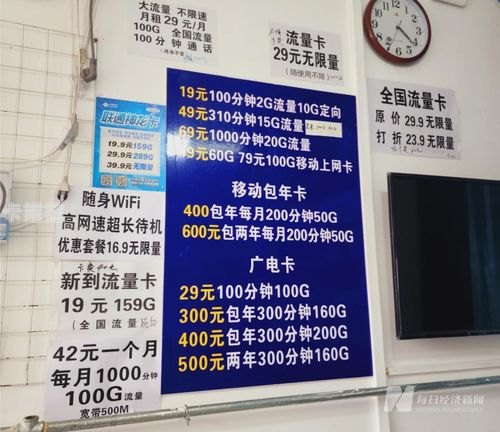 大流量 不限速
月租 29 元/月
100G 全国流量
100 分钟 通话
流量卡
29元无限量
(随便用不限)
全国流量卡
原价 29.9 无限
打折 23.9 无限
联通神龙卡
19.9元159G
29.9元289G
39.9元无限量
随身WiFi
高网速超长待机
优惠套餐16.9无限量
新到流量卡
19 元 159G
(全国流量
42元一个月
每月1000分钟
100G流量
宽带500M
19元100分钟2G流量10G定向
49元310分钟15G流量
69元1000分钟20G流量
9元60G 79元100G移动上网卡
移动包年卡
400包年每月200分钟50G
600元包两年每月200分钟50G
广电卡
29元100分钟100G
300元包年300分钟160G
400元包年300分钟200G
500元两年300分钟160G
每日经济新闻